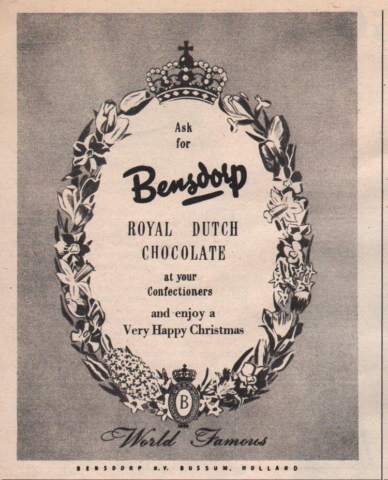 Ask
for
Bensdorp
ROYAL DUTCH
CHOCOLATE
at your
Confectioners
and enjoy a
Very Happy Christmas
B
World Famous
BENSDORP N.V. BUSSUM, HOLLAND